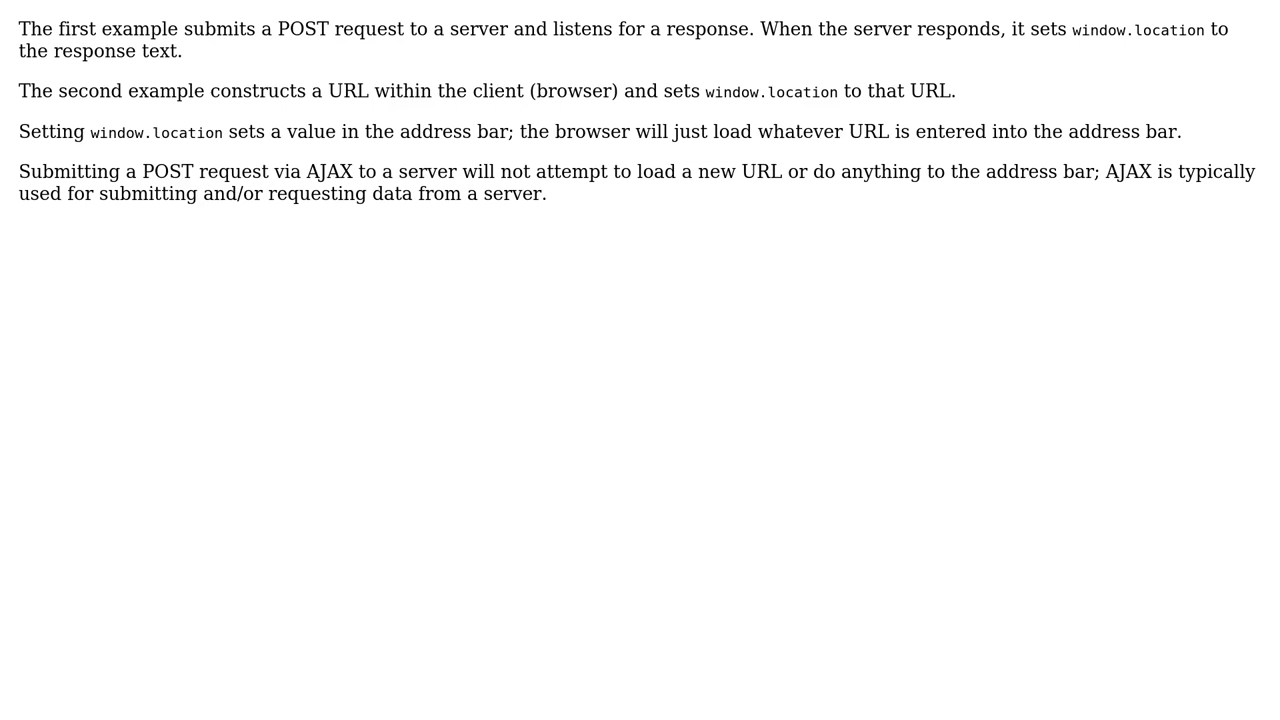 The first example submits a POST request to a server and listens for a response. When the server responds, it sets window.location to
the response text.
The second example constructs a URL within the client (browser) and sets window.location to that URL.
Setting window.location sets a value in the address bar; the browser will just load whatever URL is entered into the address bar.
Submitting a POST request via AJAX to a server will not attempt to load a new URL or do anything to the address bar; AJAX is typically
used for submitting and/or requesting data from a server.